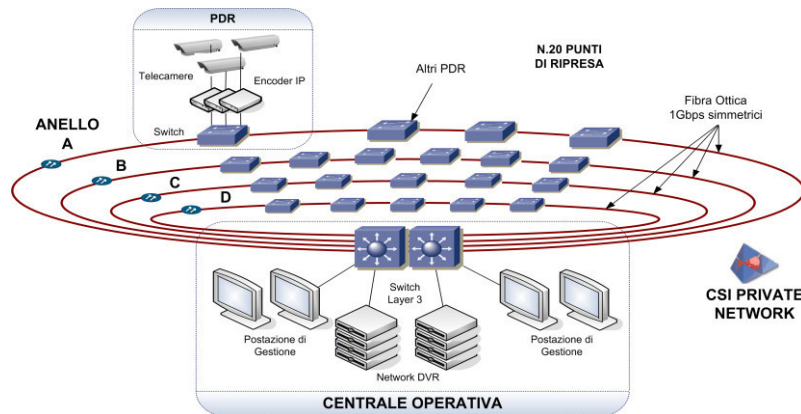 PDR
Telecamere
Encoder IP
Switch
Altri PDR
N.20 PUNTI
DI RIPRESA
Fibra Ottica
1Gbps simmetrici
ANELLO
A
B
C
D
Switch
Layer 3
Postazione di
Gestione
Postazione di
Gestione
Network DVR
CSI PRIVATE
NETWORK
CENTRALE OPERATIVA